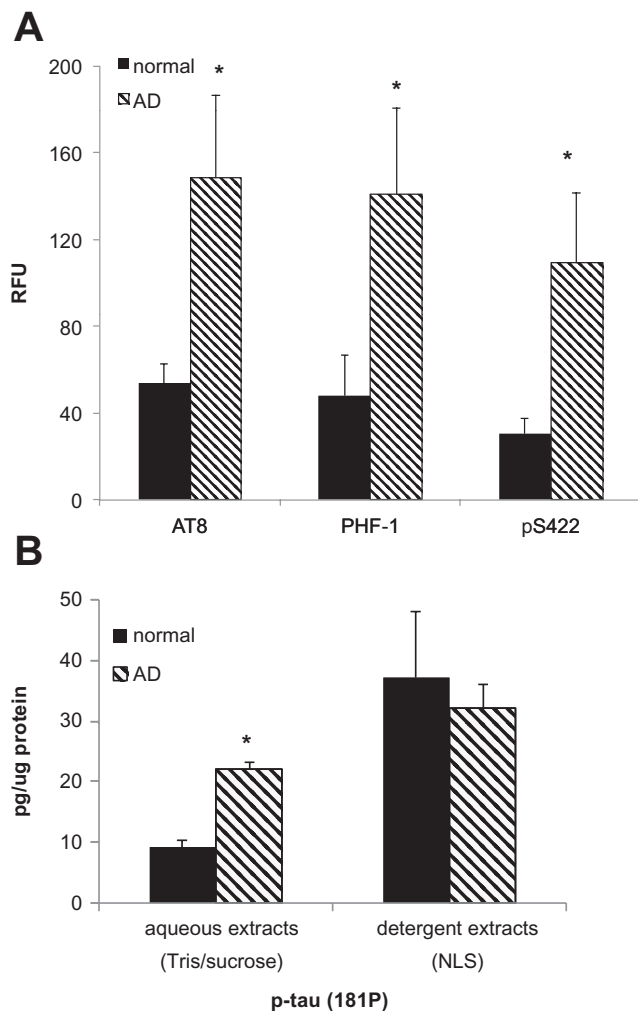 A
200
normal
AD
*
*
*
160
120
80
40
0
RFU
AT8 PHF-1 pS422
B
50
normal
AD
*
40
30
20
10
0
pg/ug protein
aqueous extracts detergent extracts
(Tris/sucrose) (NLS)
p-tau (181P)